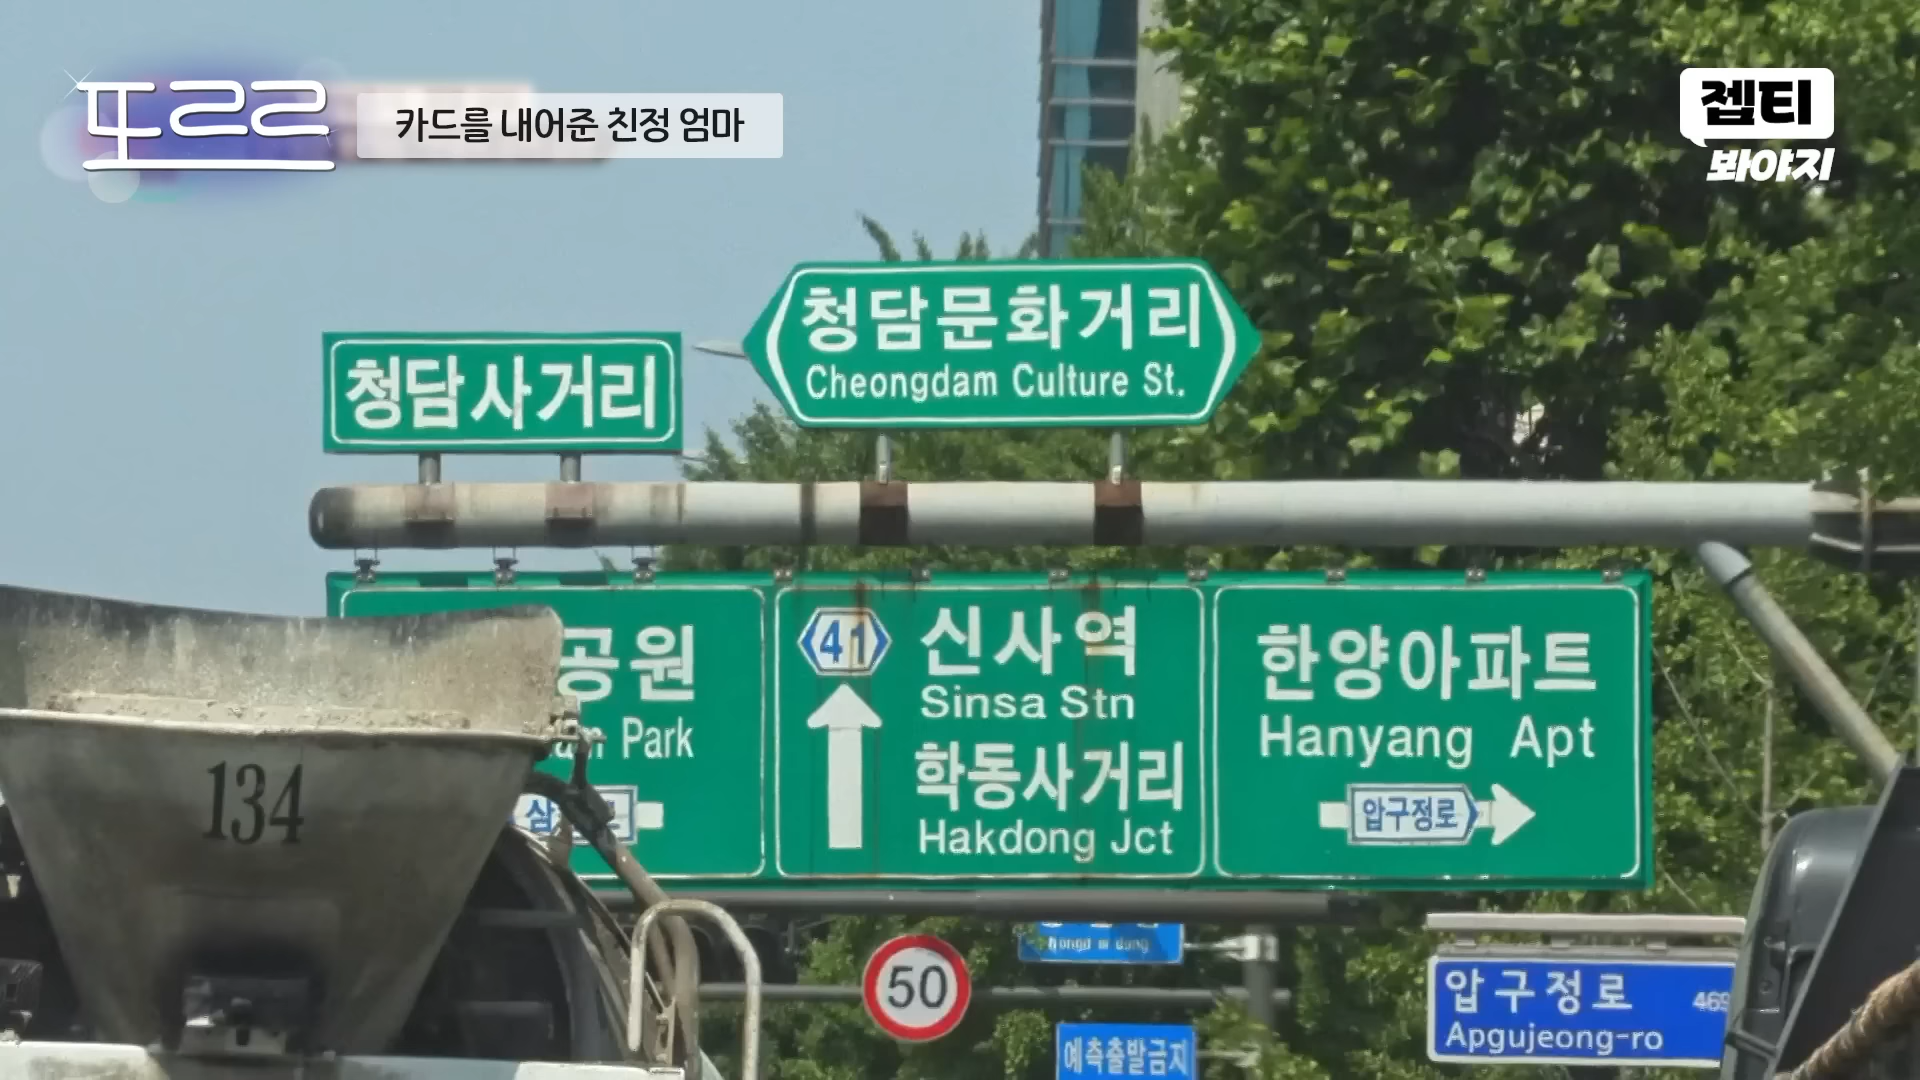 또르르
카드를 내어준 친정 엄마
젭티
봐야지
청담사거리
청담문화거리
Cheongdam Culture St.
공원
Park
41
신사역
Sinsa Stn
학동사거리
Hakdong Jct
한양아파트
Hanyang Apt
압구정로
134
50
예측출발금지
압구정로
469
Apgujeong-ro